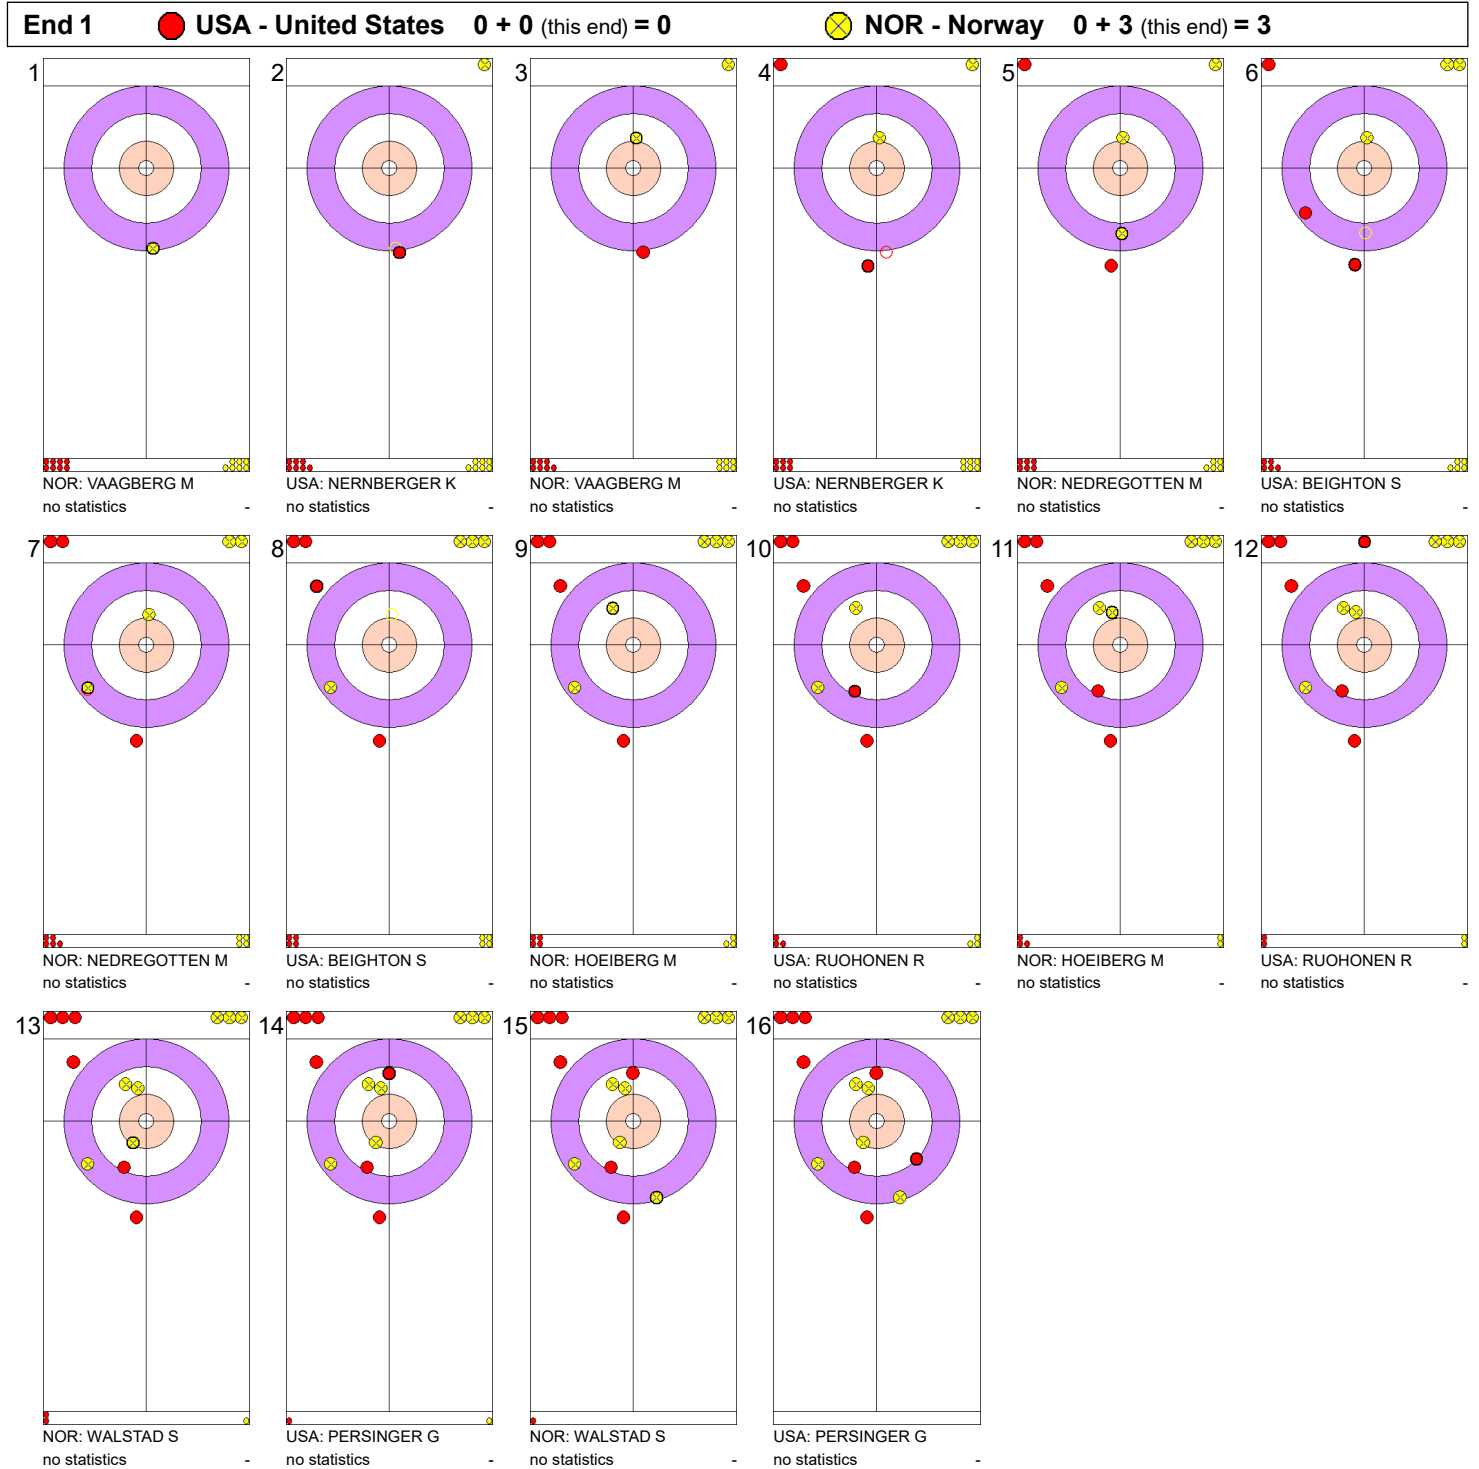 End 1 USA - United States 0 + 0 (this end) = 0 NOR - Norway 0 + 3 (this end) = 3
1 2 3 4 5 6
NOR: VAAGBERG M USA: NERNBERGER K NOR: VAAGBERG M USA: NERNBERGER K NOR: NEDREGOTTEN M USA: BEIGHTON S
no statistics - no statistics - no statistics - no statistics - no statistics - no statistics -
7 8 9 10 11 12
NOR: NEDREGOTTEN M USA: BEIGHTON S NOR: HOEIBERG M USA: RUOHONEN R NOR: HOEIBERG M USA: RUOHONEN R
no statistics - no statistics - no statistics - no statistics - no statistics - no statistics -
13 14 15 16
NOR: WALSTAD S USA: PERSINGER G NOR: WALSTAD S USA: PERSINGER G
no statistics - no statistics - no statistics - no statistics -